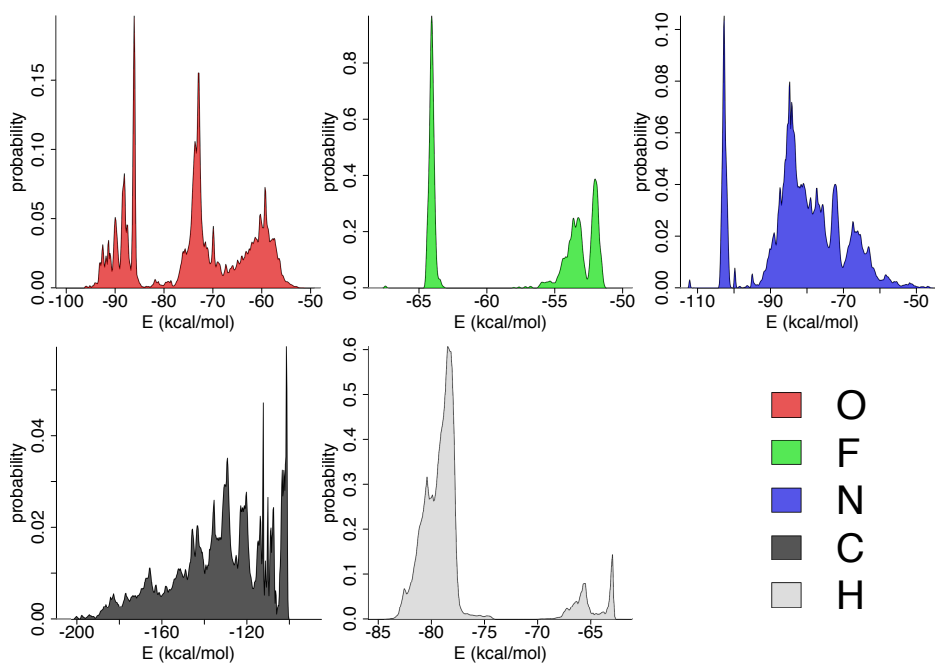 probability
0.00 0.05 0.10 0.15
-100 -90 -80 -70 -60 -50
E (kcal/mol)
probability
0.0 0.2 0.4 0.6 0.8
-65 -60 -55 -50
E (kcal/mol)
probability
0.00 0.02 0.04 0.06 0.08 0.10
-110 -90 -70 -50
E (kcal/mol)
probability
0.00 0.02 0.04
-200 -160 -120
E (kcal/mol)
probability
0.0 0.1 0.2 0.3 0.4 0.5 0.6
-85 -80 -75 -70 -65
E (kcal/mol)
O
F
N
C
H